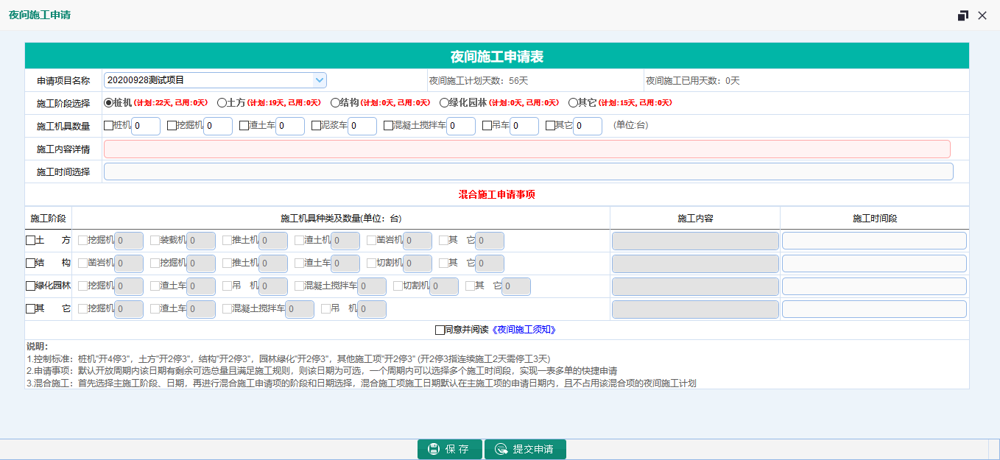 夜间施工申请
夜间施工申请表
申请项目名称 20200928测试项目 夜间施工计划天数：56天 夜间施工已用天数：0天
施工阶段选择 桩机(计划:22天, 己用:0天) 土方(计划:19天, 己用:0天) 结构(计划:0天, 己用:0天) 绿化园林(计划:0天, 己用:0天) 其它(计划:15天, 己用:0天)
施工机具数量 桩机 0 挖掘机 0 渣土车 0 泥浆车 0 混凝土搅拌车 0 吊车 0 其它 0 (单位:台)
施工内容详情
施工时间选择
混合施工申请事项
施工阶段 施工机具种类及数量(单位：台) 施工内容 施工时间段
土 方 挖掘机 0 装载机 0 推土机 0 渣土机 0 凿岩机 0 其 它 0
结 构 凿岩机 0 挖掘机 0 推土机 0 渣土车 0 切割机 0 其 它 0
绿化园林 挖掘机 0 渣土车 0 吊 机 0 混凝土搅拌车 0 切割机 0 其 它 0
其 它 挖掘机 0 渣土车 0 混凝土搅拌车 0 吊 机 0
同意并阅读《夜间施工须知》
说明：
1.控制标准：桩机"开4停3"，土方"开2停3"，结构"开2停3"，园林绿化"开2停3"，其他施工项"开2停3" (开2停3指连续施工2天需停工3天)
2.申请事项：默认开放周期内该日期有剩余可选总量且满足施工规则，则该日期为可选，一个周期内可以选择多个施工时间段，实现一表多单的快捷申请
3.混合施工：首先选择主施工阶段、日期，再进行混合施工申请项的阶段和日期选择，混合施工项施工日期默认在主施工项的申请日期内，且不占用该混合项的夜间施工计划
保 存 提交申请